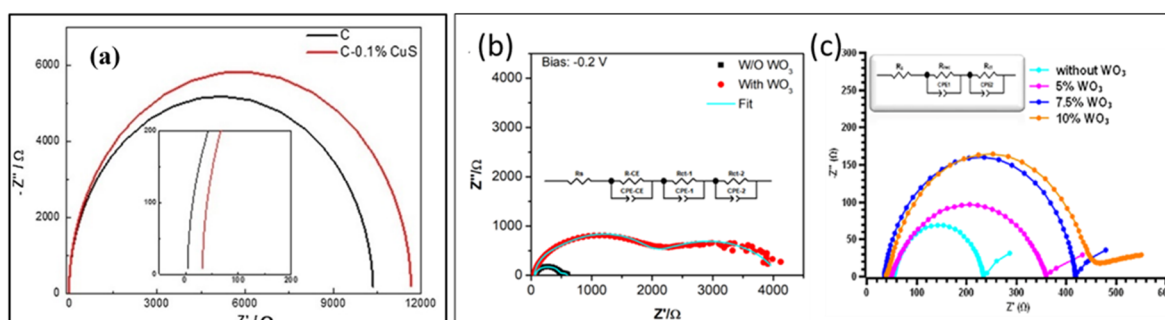 (a)
C
C-0.1% CuS
- Z''/ Ω
6000
4000
2000
0
200
100
0
0
100
200
0
3000
6000
9000
12000
(b)
Bias: -0.2 V
W/O WO3
With WO3
Fit
Z''/Ω
4000
3000
2000
1000
0
Rs
R-CE
Rct-1
Rct-2
CPE-CE
CPE-1
CPE-2
0
1000
2000
3000
4000
Z'/Ω
(c)
without WO3
5% WO3
7.5% WO3
10% WO3
-Z'' (Ω)
300
250
200
150
100
50
0
CPE1
CPE2
0
100
200
300
400
500
Z' (Ω)